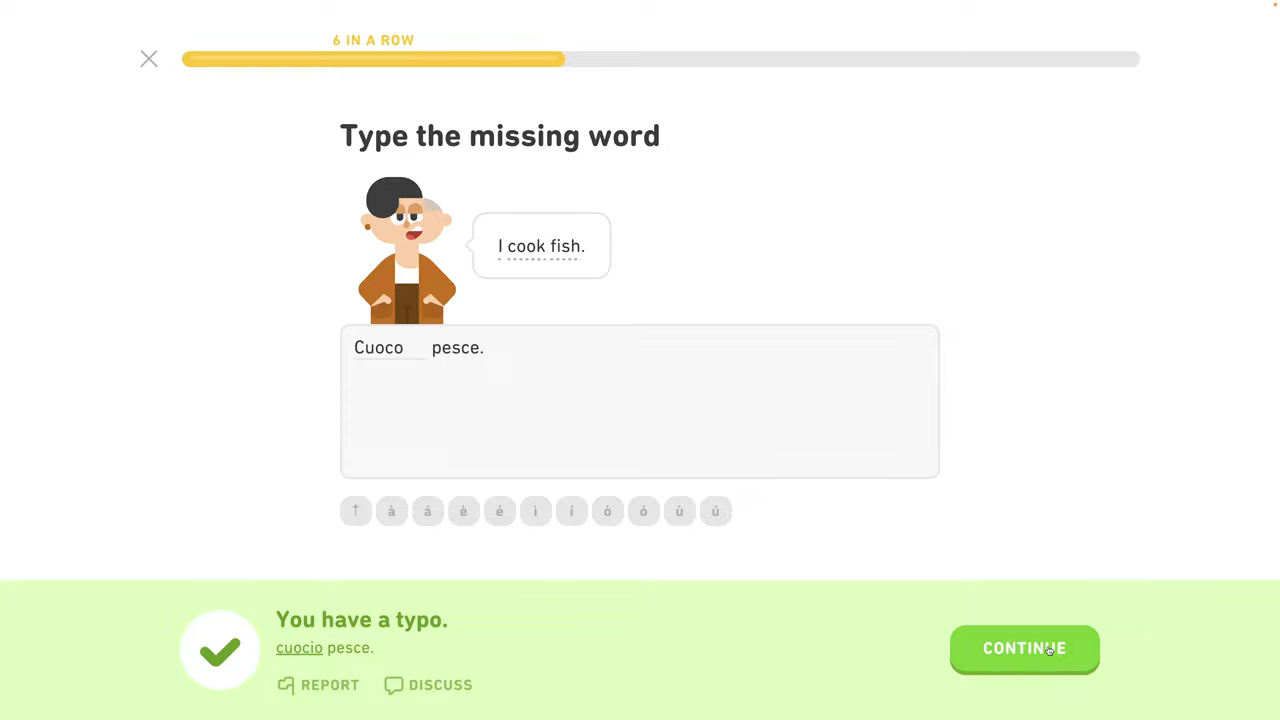 6 IN A ROW
Type the missing word
I cook fish.
Cuoco pesce.
↑ à á è é ì í ò ó ù ú
You have a typo.
cuocio pesce.
REPORT DISCUSS
CONTINUE